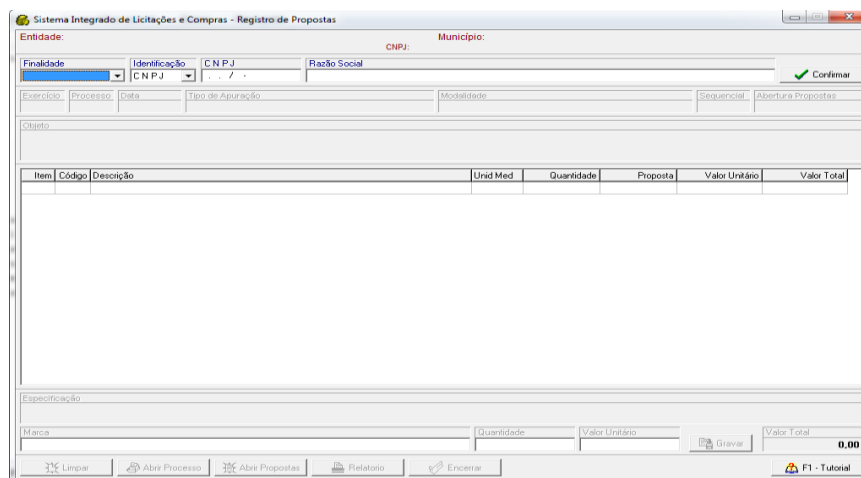 Sistema Integrado de Licitações e Compras - Registro de Propostas
Entidade: Município:
CNPJ:
Finalidade Identificação C N P J Razão Social
C N P J . . / - Confirmar
Exercício Processo Data Tipo de Apuração Modalidade Sequencial Abertura Propostas
Objeto
Item Código Descrição Unid Med Quantidade Proposta Valor Unitário Valor Total
Especificação
Marca Quantidade Valor Unitário Valor Total
Gravar 0,00
Limpar Abrir Processo Abrir Propostas Relatorio Encerrar F1 - Tutorial